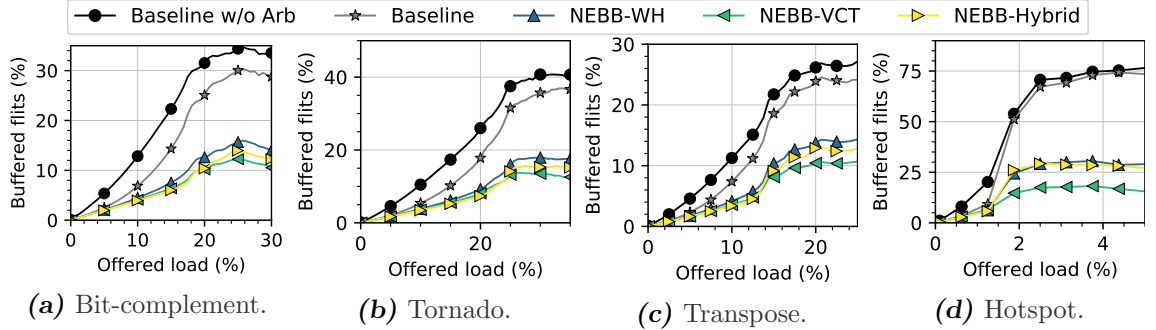 Baseline w/o Arb Baseline NEBB-WH NEBB-VCT NEBB-Hybrid
Buffered flits (%)
30
20
10
0
0 10 20 30
Offered load (%)
(a) Bit-complement.
Buffered flits (%)
40
20
0
0 20
Offered load (%)
(b) Tornado.
Buffered flits (%)
30
20
10
0
0 10 20
Offered load (%)
(c) Transpose.
Buffered flits (%)
75
50
25
0
0 2 4
Offered load (%)
(d) Hotspot.